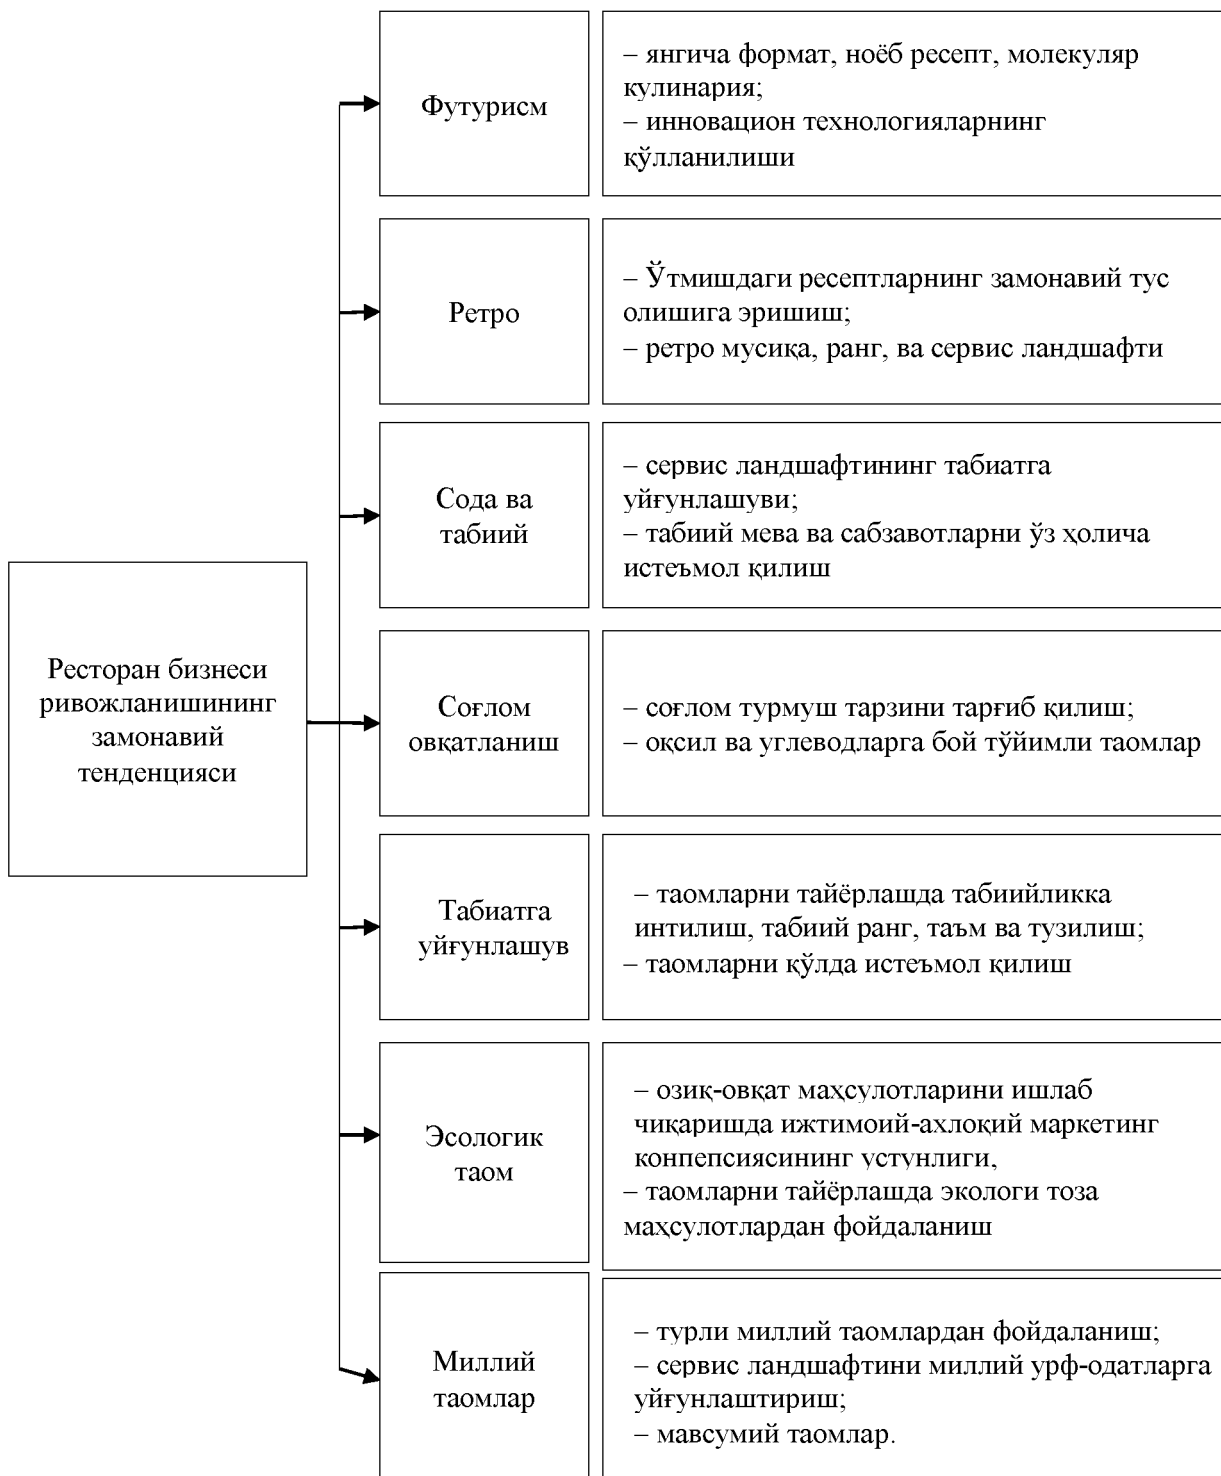 Футурисм
– янгича формат, ноёб ресепт, молекуляр
кулинария;
– инновацион технологияларнинг
қўлланилиши
Ретро
– Ўтмишдаги ресептларнинг замонавий тус
олишига эришиш;
– ретро мусиқа, ранг, ва сервис ландшафти
Сода ва
табиий
– сервис ландшафтининг табиатга
уйғунлашуви;
– табиий мева ва сабзавотларни ўз ҳолича
истеъмол қилиш
Ресторан бизнеси
ривожланишининг
замонавий
тенденцияси
Соғлом
овқатланиш
– соғлом турмуш тарзини тарғиб қилиш;
– оқсил ва углеводларга бой тўйимли таомлар
Табиатга
уйғунлашув
– таомларни тайёрлашда табиийликка
интилиш, табиий ранг, таъм ва тузилиш;
– таомларни қўлда истеъмол қилиш
Эсологик
таом
– озиқ-овқат маҳсулотларини ишлаб
чиқаришда ижтимоий-ахлоқий маркетинг
конпепсиясининг устунлиги,
– таомларни тайёрлашда экологи тоза
маҳсулотлардан фойдаланиш
Миллий
таомлар
– турли миллий таомлардан фойдаланиш;
– сервис ландшафтини миллий урф-одатларга
уйғунлаштириш;
– мавсумий таомлар.